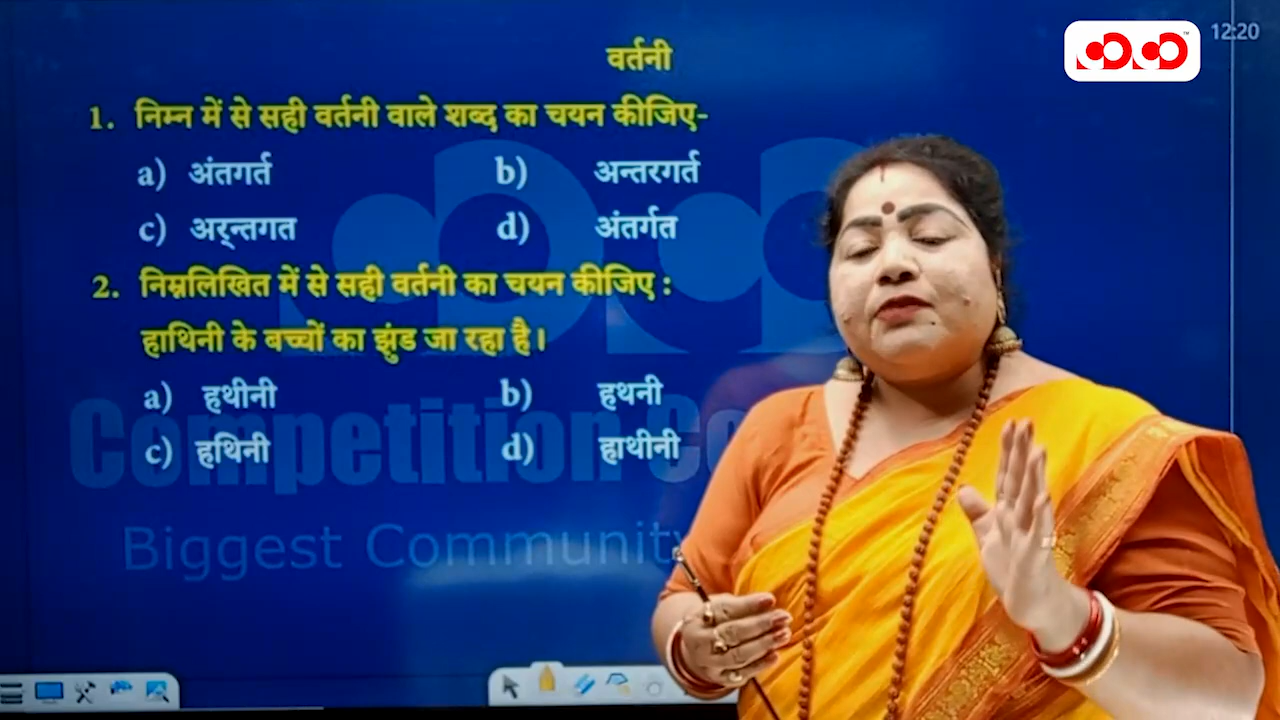 12:20
वर्तनी
1. निम्न में से सही वर्तनी वाले शब्द का चयन कीजिए-
a) अंतगर्त b) अन्तरगर्त
c) अर्न्तगत d) अंतर्गत
2. निम्नलिखित में से सही वर्तनी का चयन कीजिए :
हाथिनी के बच्चों का झुंड जा रहा है।
a) हथीनी b) हथनी
c) हथिनी d) हाथीनी
Competition
Biggest Community